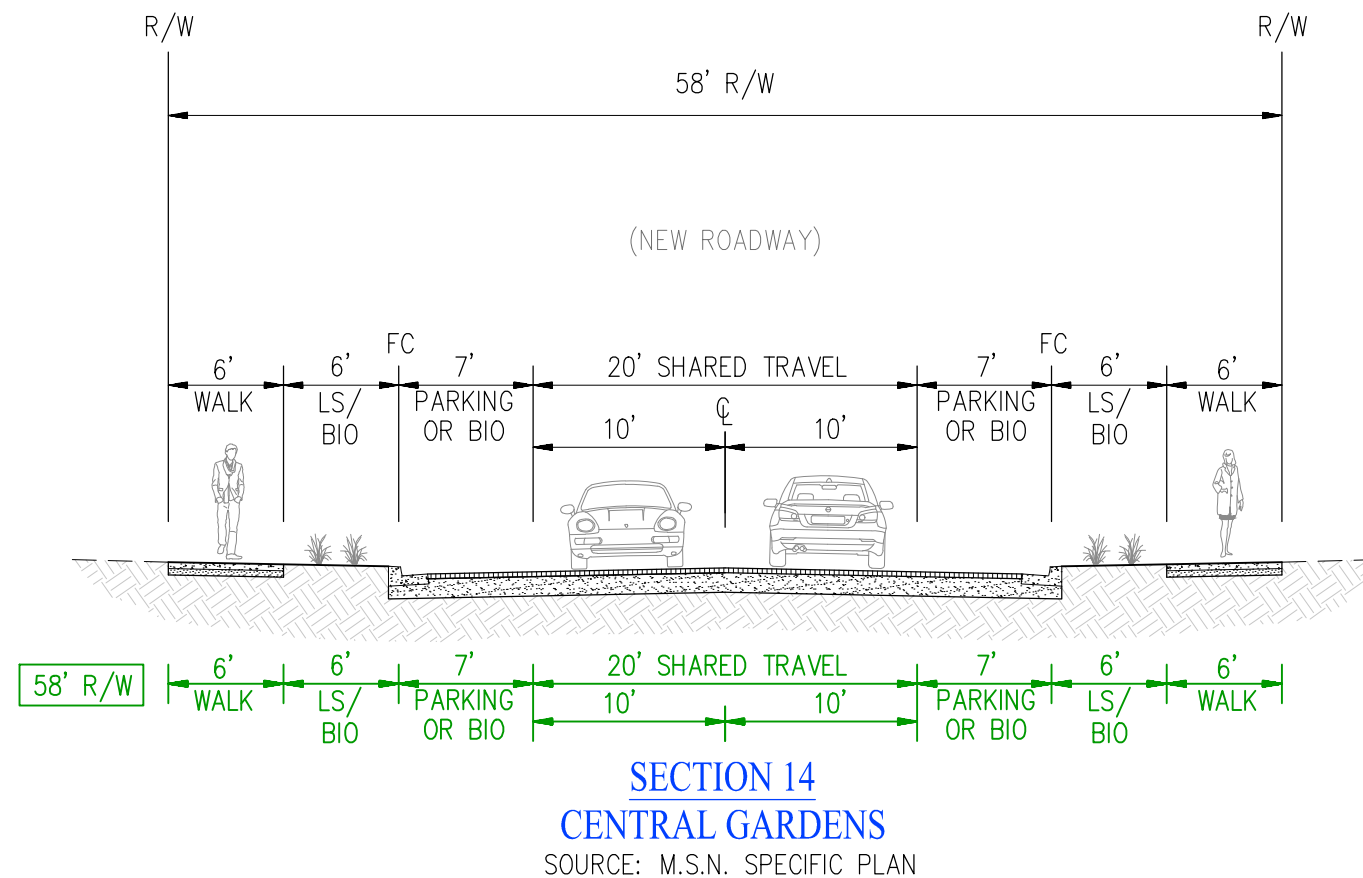 R/W R/W
58' R/W
(NEW ROADWAY)
FC FC
6' 6' 7' 20' SHARED TRAVEL 7' 6' 6'
WALK LS/ PARKING ℄ PARKING LS/ WALK
BIO OR BIO 10' 10' OR BIO BIO
58' R/W
6' 6' 7' 20' SHARED TRAVEL 7' 6' 6'
WALK LS/ PARKING 10' 10' PARKING LS/ WALK
BIO OR BIO OR BIO BIO
SECTION 14
CENTRAL GARDENS
SOURCE: M.S.N. SPECIFIC PLAN